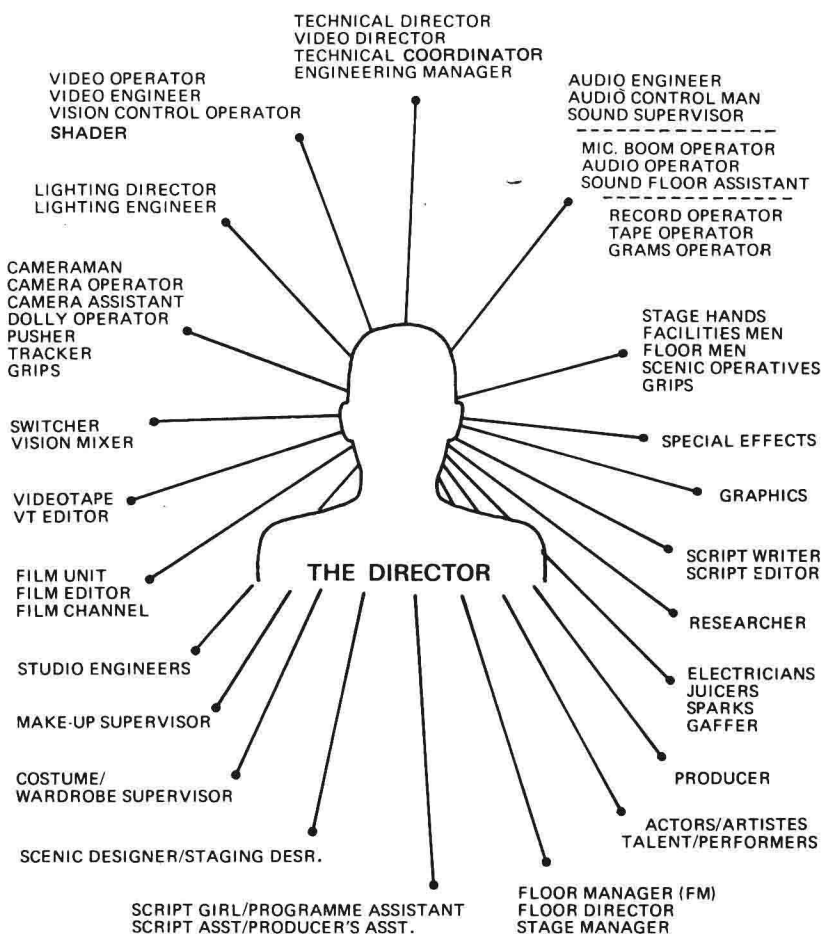 TECHNICAL DIRECTOR
VIDEO DIRECTOR
TECHNICAL COORDINATOR
ENGINEERING MANAGER
VIDEO OPERATOR
VIDEO ENGINEER
VISION CONTROL OPERATOR
SHADER
AUDIO ENGINEER
AUDIO CONTROL MAN
SOUND SUPERVISOR
MIC. BOOM OPERATOR
AUDIO OPERATOR
SOUND FLOOR ASSISTANT
RECORD OPERATOR
TAPE OPERATOR
GRAMS OPERATOR
LIGHTING DIRECTOR
LIGHTING ENGINEER
CAMERAMAN
CAMERA OPERATOR
CAMERA ASSISTANT
DOLLY OPERATOR
PUSHER
TRACKER
GRIPS
STAGE HANDS
FACILITIES MEN
FLOOR MEN
SCENIC OPERATIVES
GRIPS
SWITCHER
VISION MIXER
SPECIAL EFFECTS
VIDEOTAPE
VT EDITOR
GRAPHICS
SCRIPT WRITER
SCRIPT EDITOR
FILM UNIT
FILM EDITOR
FILM CHANNEL
THE DIRECTOR
RESEARCHER
STUDIO ENGINEERS
ELECTRICIANS
JUICERS
SPARKS
GAFFER
MAKE-UP SUPERVISOR
PRODUCER
COSTUME/
WARDROBE SUPERVISOR
ACTORS/ARTISTES
TALENT/PERFORMERS
SCENIC DESIGNER/STAGING DESR.
SCRIPT GIRL/PROGRAMME ASSISTANT
SCRIPT ASST/PRODUCER'S ASST.
FLOOR MANAGER (FM)
FLOOR DIRECTOR
STAGE MANAGER